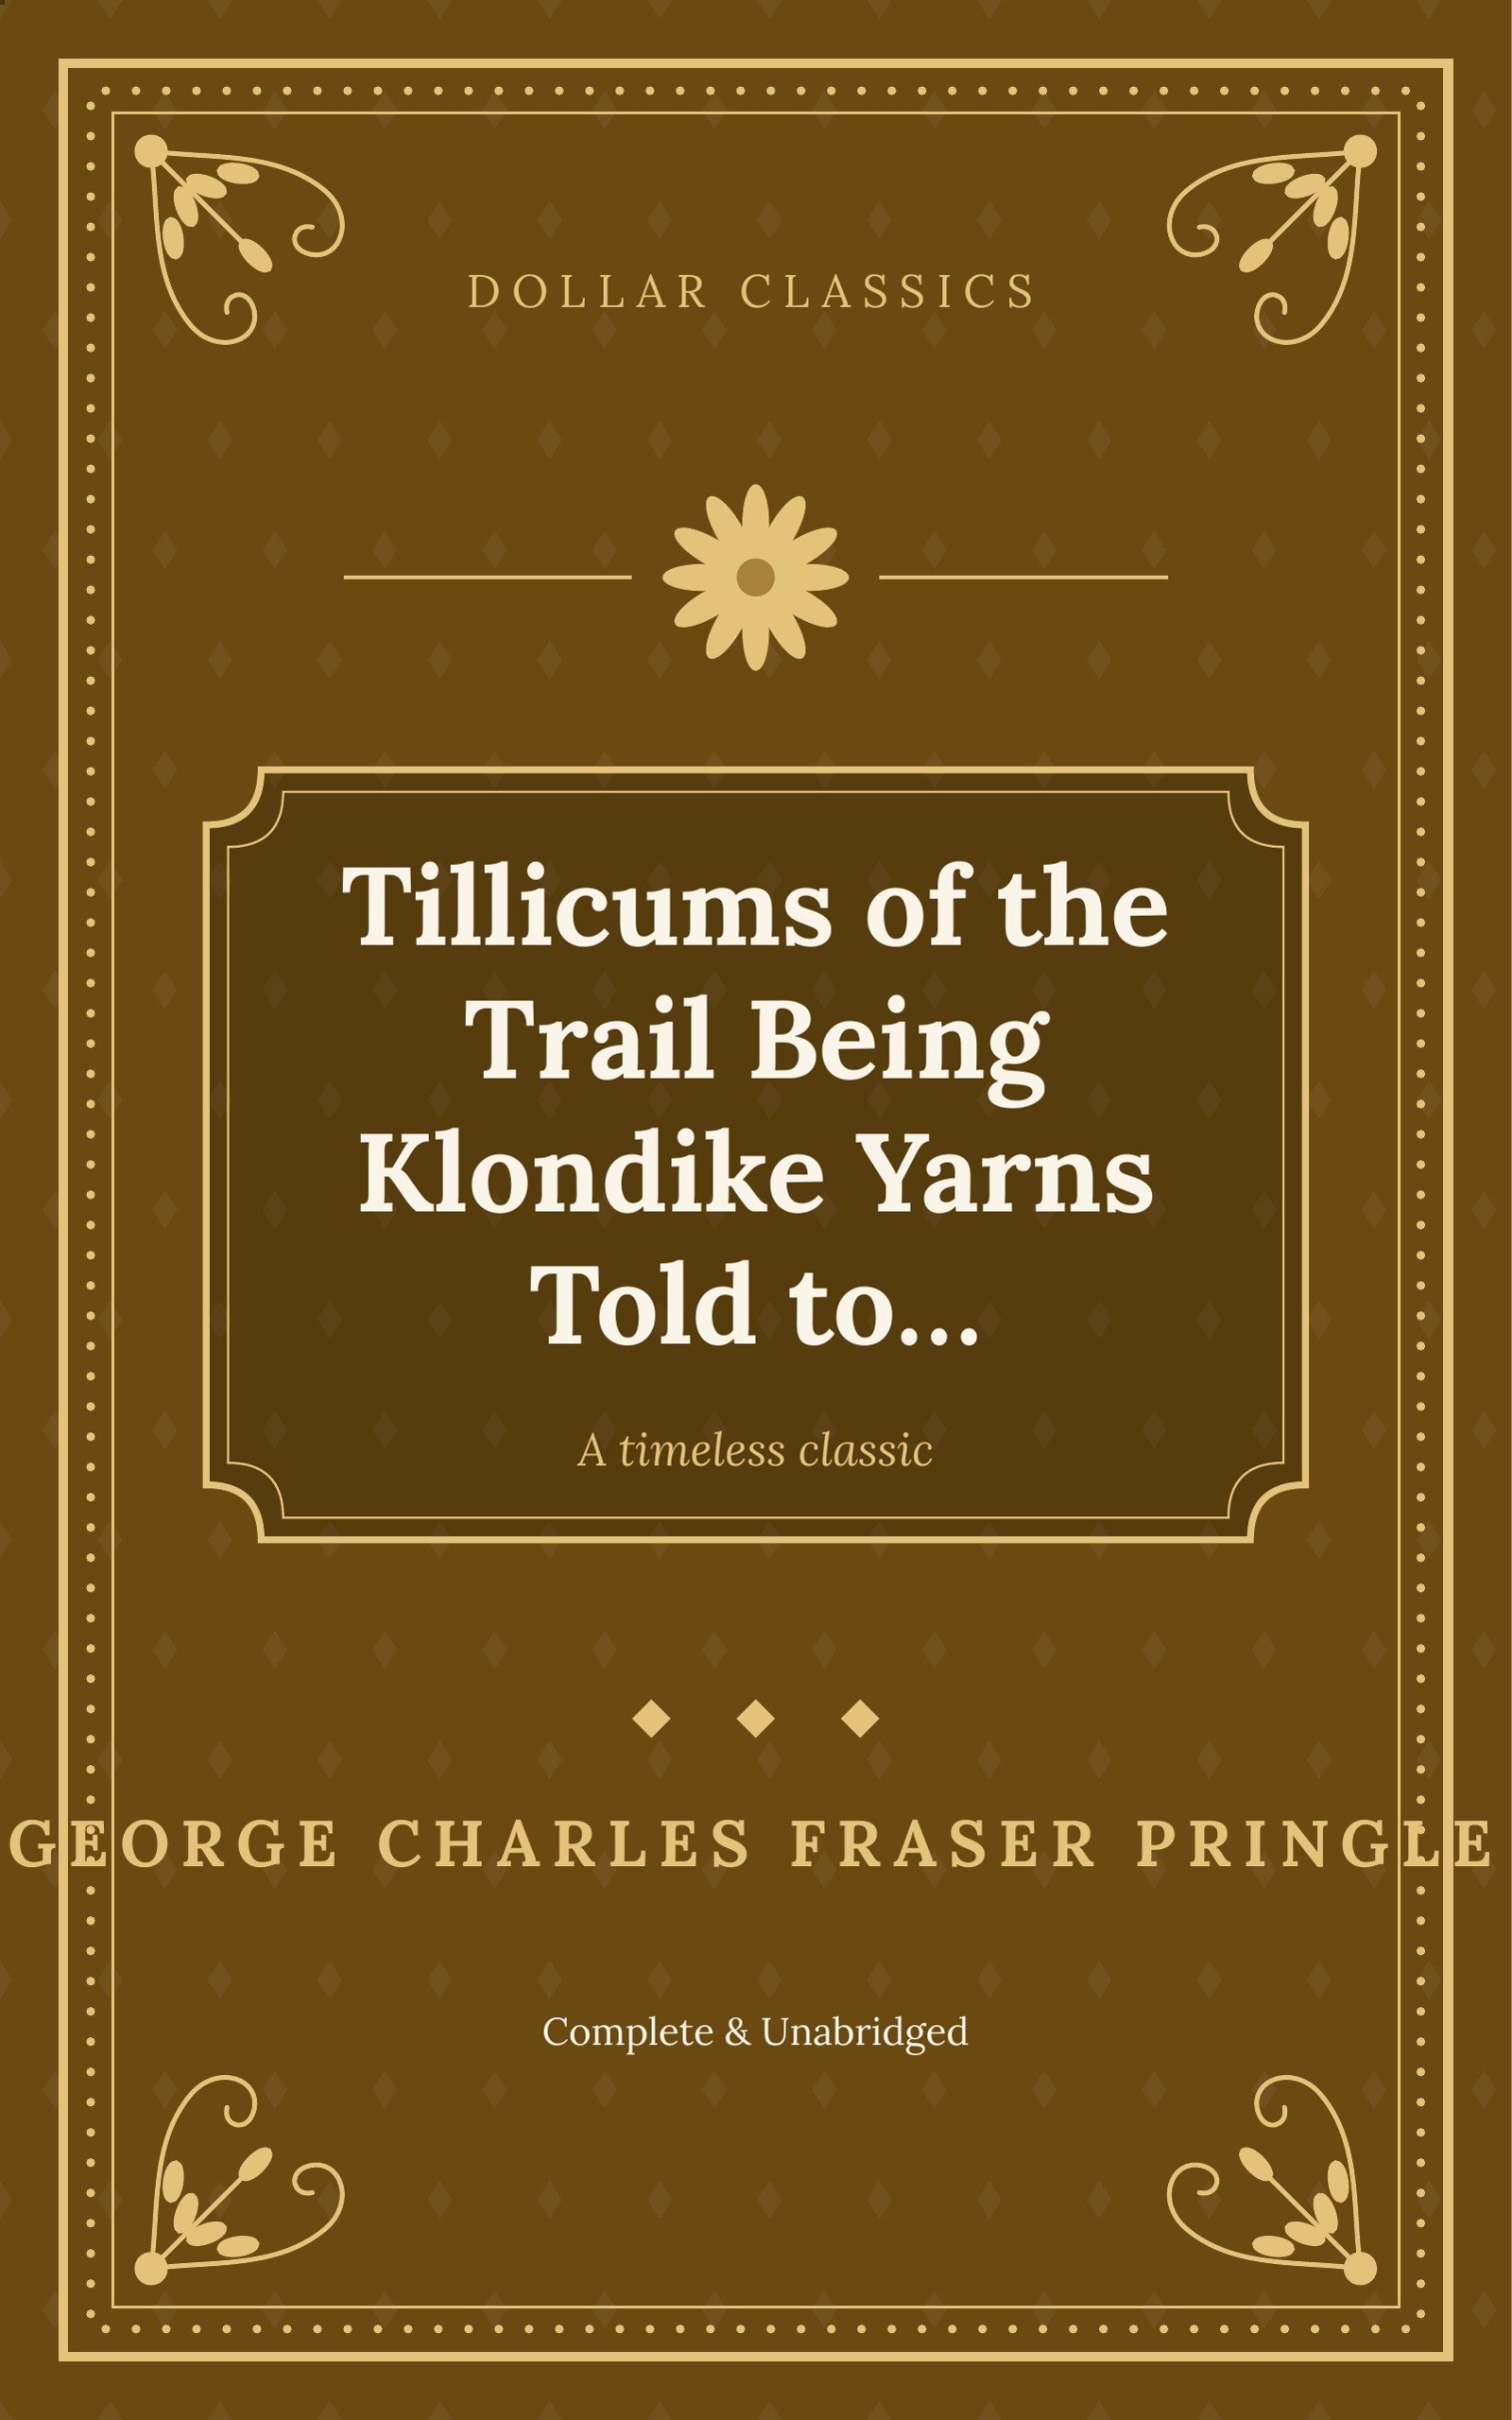 DOLLAR CLASSICS
Tillicums of the
Trail Being
Klondike Yarns
Told to...
A timeless classic
GEORGE CHARLES FRASER PRINGLE
Complete & Unabridged